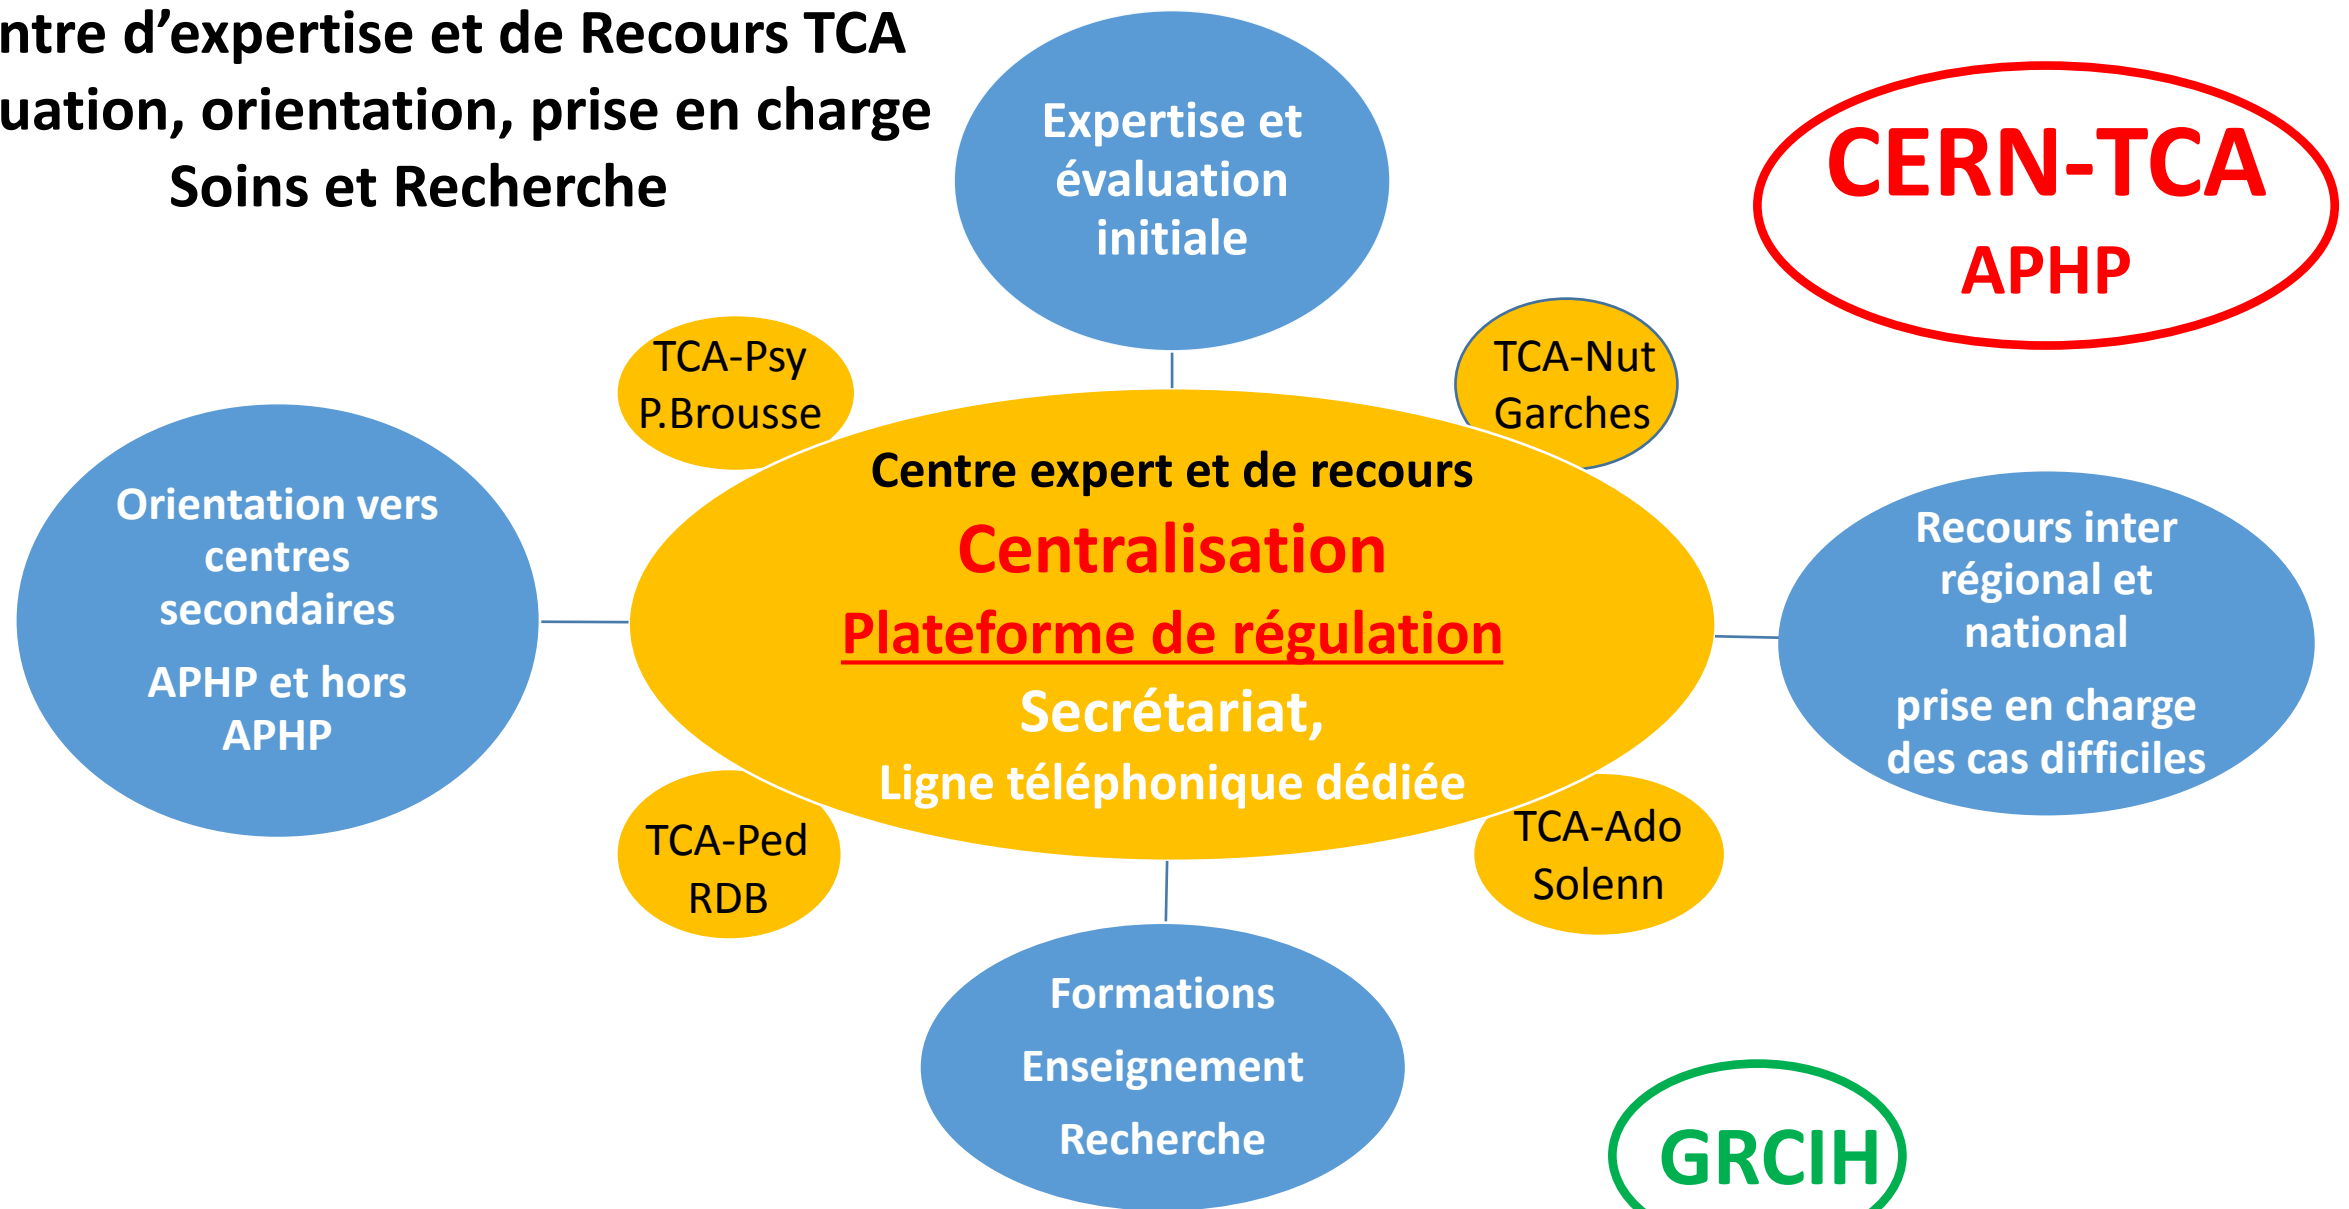 ntre d’expertise et de Recours TCA
uation, orientation, prise en charge
Soins et Recherche
Expertise et
évaluation
initiale
CERN-TCA
APHP
TCA-Psy
P.Brousse
TCA-Nut
Garches
Orientation vers
centres
secondaires
APHP et hors
APHP
Centre expert et de recours
Centralisation
Plateforme de régulation
Secrétariat,
Ligne téléphonique dédiée
Recours inter
régional et
national
prise en charge
des cas difficiles
TCA-Ped
RDB
TCA-Ado
Solenn
Formations
Enseignement
Recherche
GRCIH